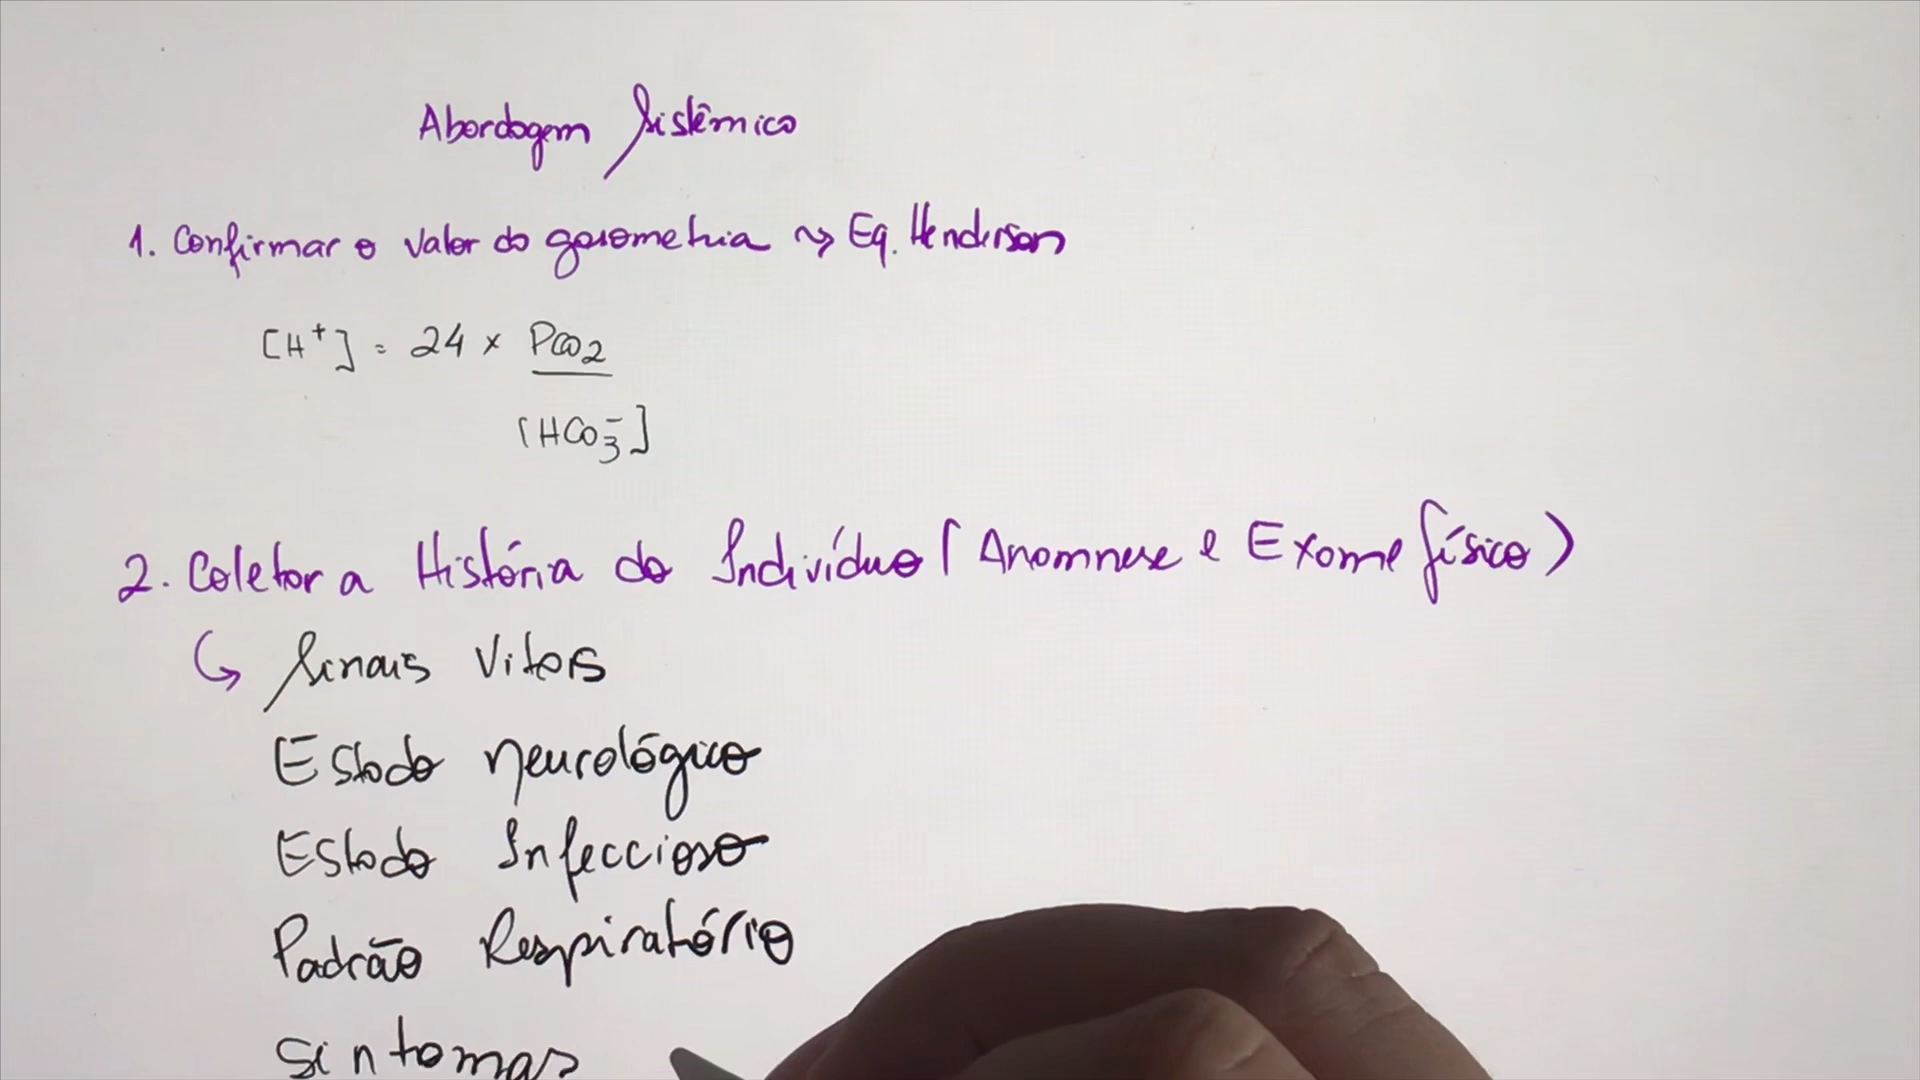 Abordagem Sistêmica
1. Confirmar o valor da gasometria ⇝ Eq. Henderson
[H⁺] = 24 × PCO₂
[HCO₃⁻]
2. Coletar a História do Indivíduo (Anamnese e Exame físico)
↪ Sinais Vitais
Estado neurológico
Estado Infeccioso
Padrão Respiratório
Sintomas